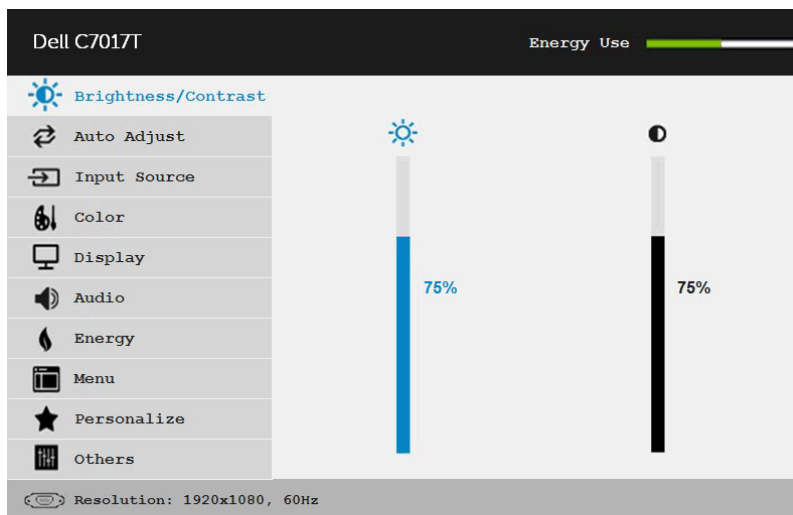 Dell C7017T
Energy Use
Brightness/Contrast
Auto Adjust
Input Source
Color
Display
Audio
Energy
Menu
Personalize
Others
75%
75%
Resolution: 1920x1080, 60Hz